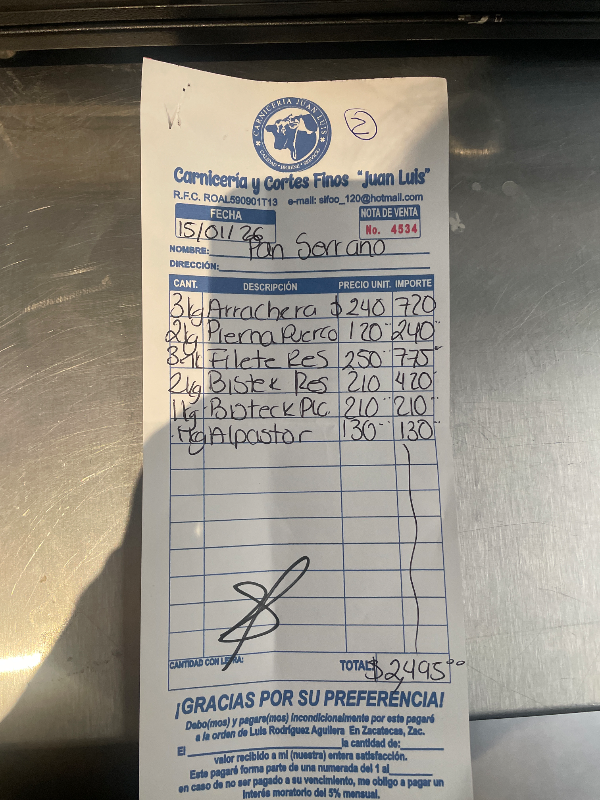 CARNICERÍA JUAN LUIS
2
Carnicería y Cortes Finos "Juan Luis"
R.F.C. ROAL590901T13 e-mail: sifoo_120@hotmail.com
FECHA NOTA DE VENTA
15/01/26 No. 4534
NOMBRE: Pan Serrano
DIRECCIÓN:
CANT. DESCRIPCIÓN PRECIO UNIT. IMPORTE
3kg Arrachera $240 720
2kg Pierna Puerco 120 240
3.1k Filete Res 250 775
2kg Bistek Res 210 420
1kg Bisteck Plc. 210 210
1kg Alpastor 130 130
CANTIDAD CON LETRA: TOTAL $2,495.00
¡GRACIAS POR SU PREFERENCIA!
Debo(mos) y pagare(mos) incondicionalmente por este pagaré
a la orden de Luis Rodríguez Aguilera En Zacatecas, Zac.
El la cantidad de:
valor recibido a mi (nuestra) entera satisfacción.
Este pagaré forma parte de una numerada del 1 al
en caso de no ser pagado a su vencimiento, me obligo a pagar un
interés moratorio del 5% mensual.